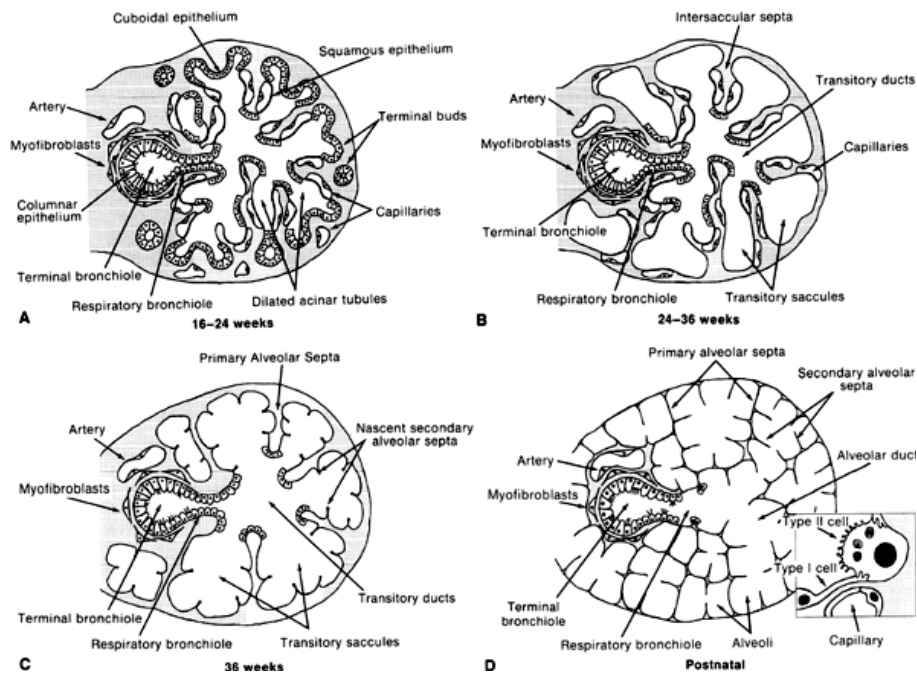 Cuboidal epithelium
Squamous epithelium
Artery
Myofibroblasts
Terminal buds
Columnar
epithelium
Capillaries
Terminal bronchiole
Respiratory bronchiole
Dilated acinar tubules
A
16–24 weeks
Intersaccular septa
Transitory ducts
Artery
Myofibroblasts
Capillaries
Terminal bronchiole
Respiratory bronchiole
Transitory saccules
B
24–36 weeks
Primary Alveolar Septa
Artery
Nascent secondary
alveolar septa
Myofibroblasts
Transitory ducts
Terminal bronchiole
Respiratory bronchiole
Transitory saccules
C
36 weeks
Primary alveolar septa
Secondary alveolar
septa
Artery
Alveolar duct
Myofibroblasts
Type II cell
Type I cell
Terminal
bronchiole
Respiratory bronchiole
Alveoli
Capillary
D
Postnatal